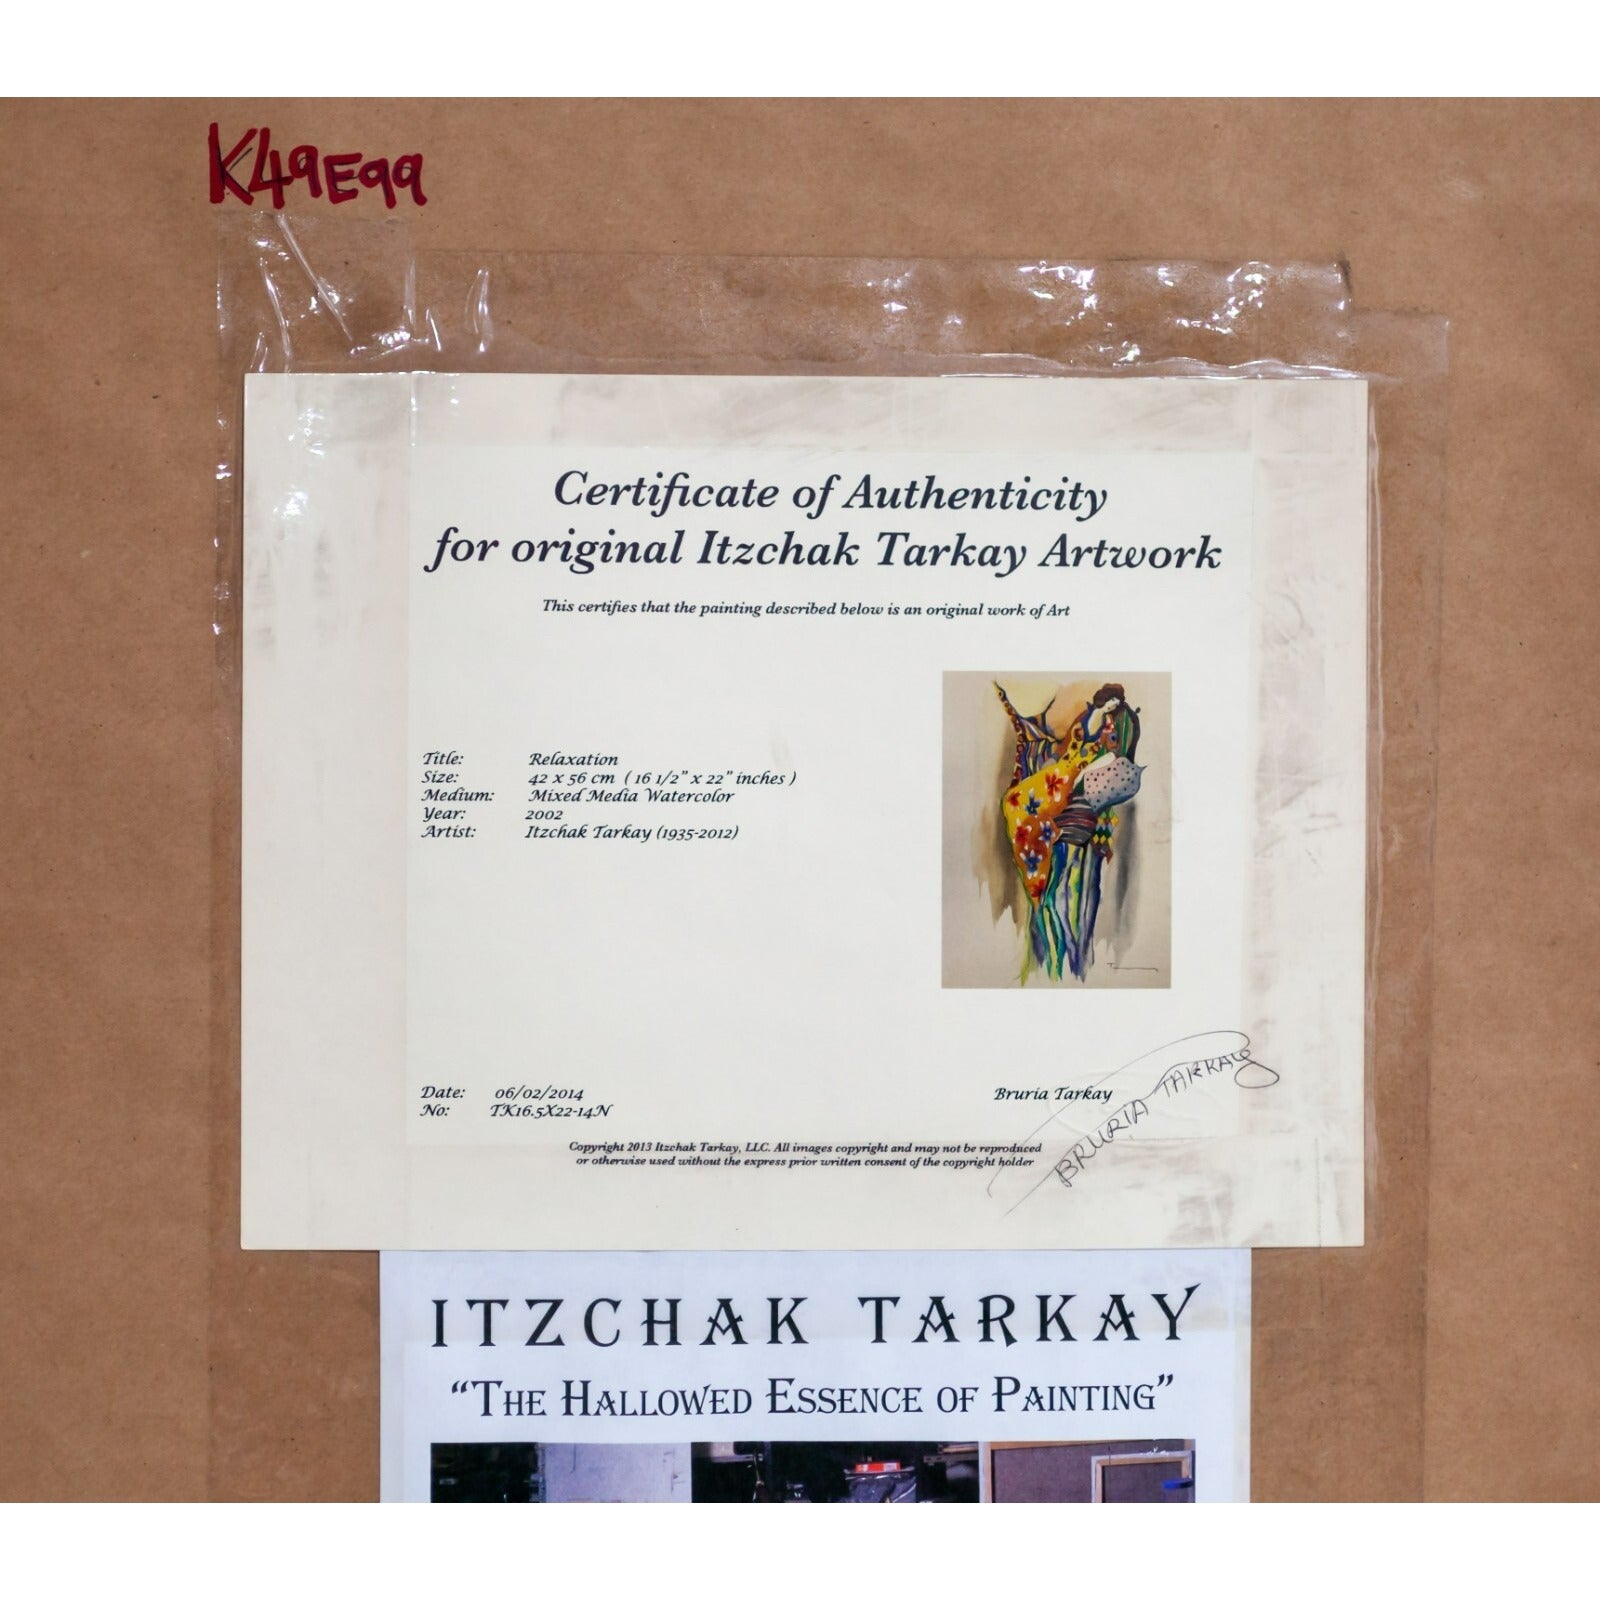 K49E99
Certificate of Authenticity
for original Itzchak Tarkay Artwork
This certifies that the painting described below is an original work of Art
Title: Relaxation
Size: 42 x 56 cm ( 16 1/2" x 22" inches )
Medium: Mixed Media Watercolor
Year: 2002
Artist: Itzchak Tarkay (1935-2012)
Date: 06/02/2014
No: TK16.5X22-14N
Bruria Tarkay
BRURIA TARKAY
Copyright 2013 Itzchak Tarkay, LLC. All images copyright and may not be reproduced
or otherwise used without the express prior written consent of the copyright holder
ITZCHAK TARKAY
"THE HALLOWED ESSENCE OF PAINTING"